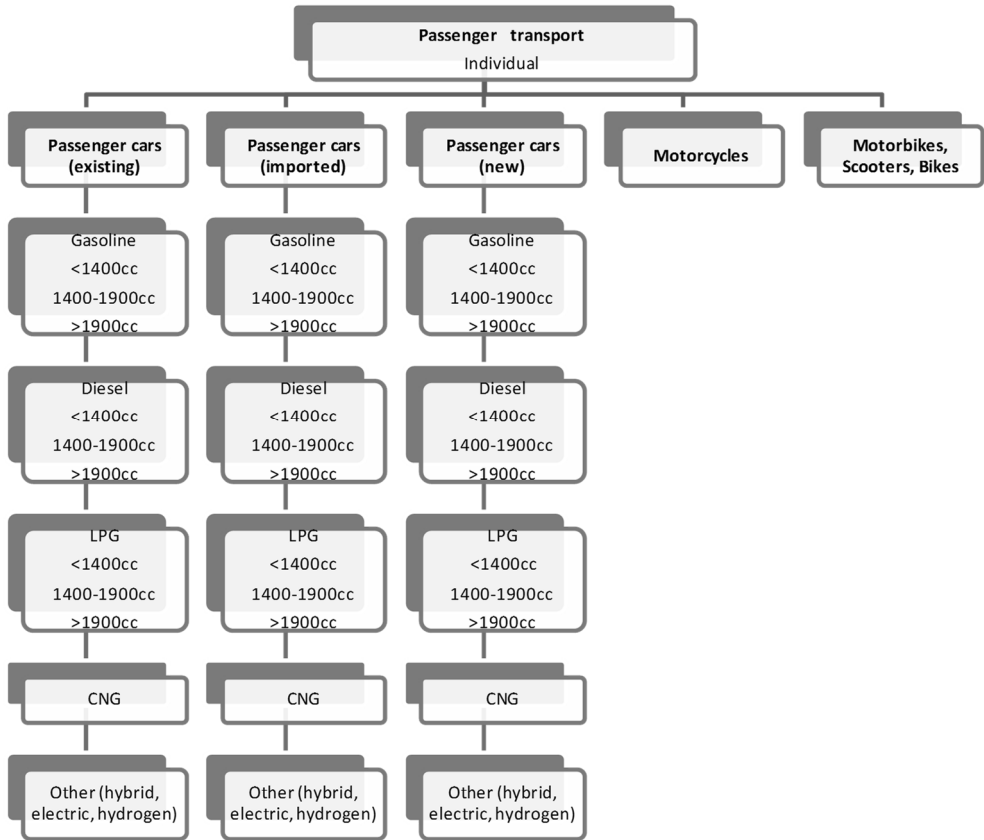 Passenger transport
Individual
Passenger cars
(existing)
Passenger cars
(imported)
Passenger cars
(new)
Motorcycles
Motorbikes,
Scooters, Bikes
Gasoline
<1400cc
1400-1900cc
>1900cc
Gasoline
<1400cc
1400-1900cc
>1900cc
Gasoline
<1400cc
1400-1900cc
>1900cc
Diesel
<1400cc
1400-1900cc
>1900cc
Diesel
<1400cc
1400-1900cc
>1900cc
Diesel
<1400cc
1400-1900cc
>1900cc
LPG
<1400cc
1400-1900cc
>1900cc
LPG
<1400cc
1400-1900cc
>1900cc
LPG
<1400cc
1400-1900cc
>1900cc
CNG
CNG
CNG
Other (hybrid,
electric, hydrogen)
Other (hybrid,
electric, hydrogen)
Other (hybrid,
electric, hydrogen)